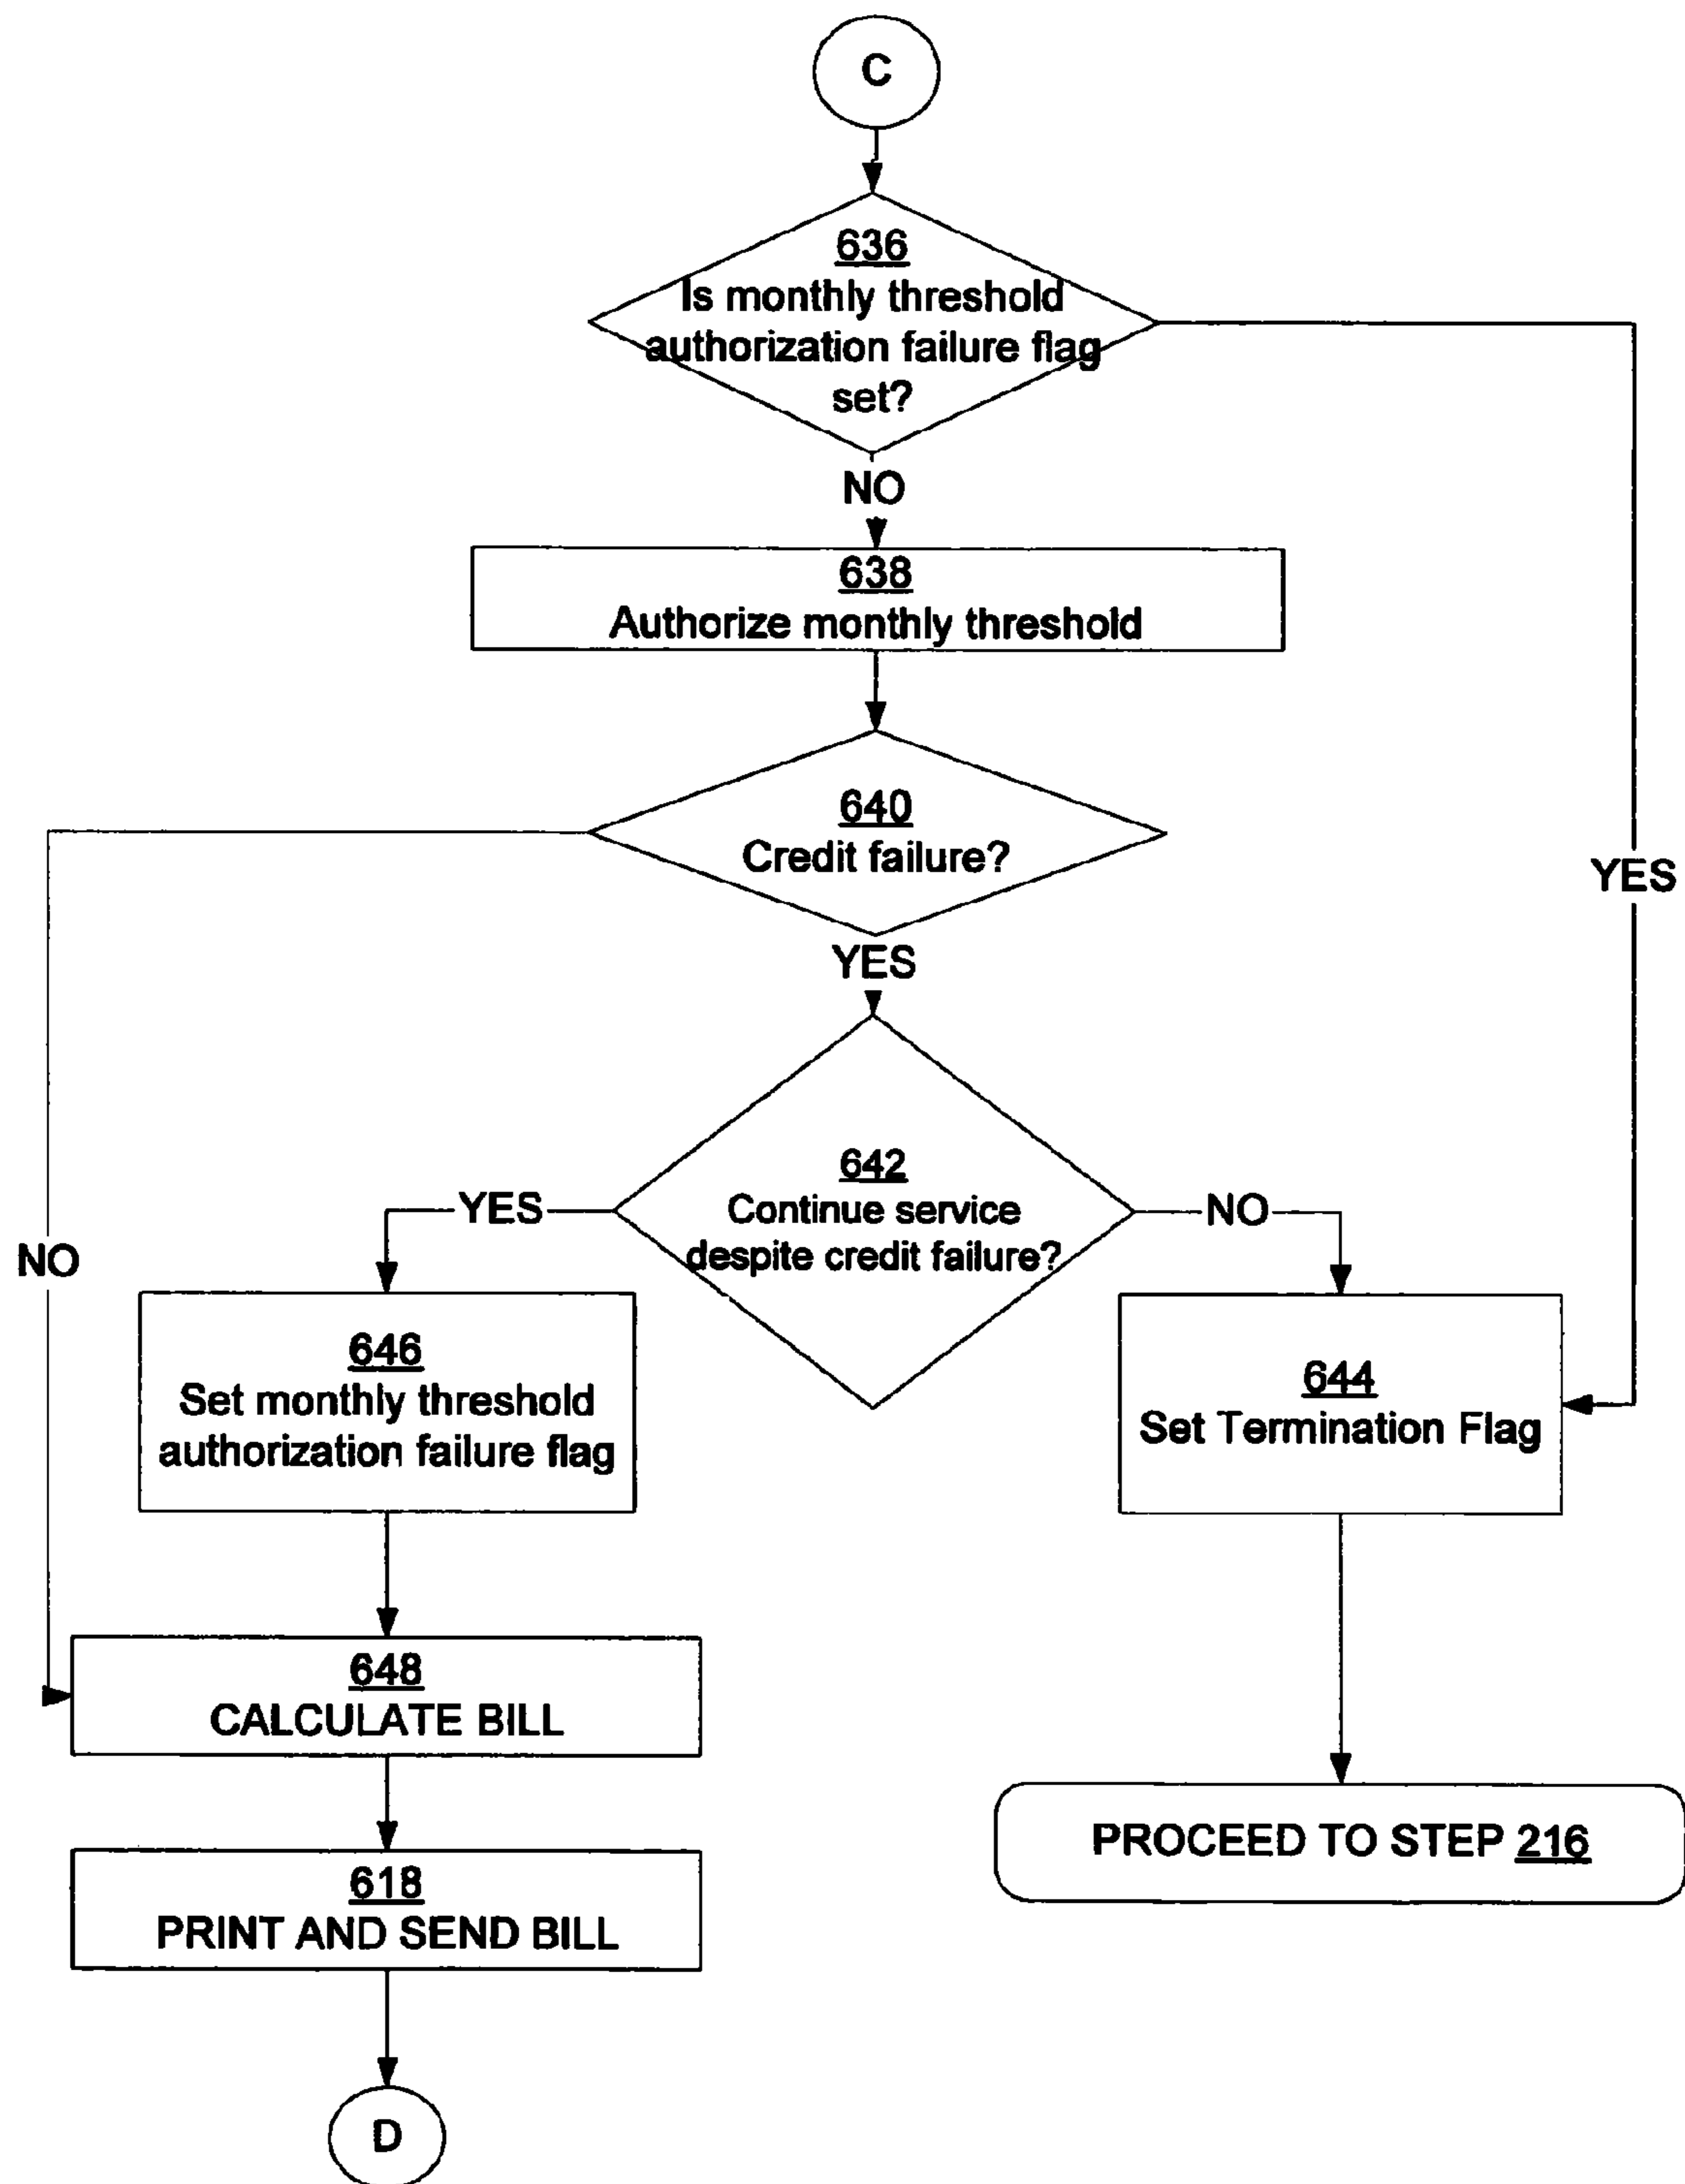 C
636
Is monthly threshold
authorization failure flag
set?
NO
638
Authorize monthly threshold
640
Credit failure?
YES
YES
642
Continue service
despite credit failure?
YES
NO
NO
646
Set monthly threshold
authorization failure flag
644
Set Termination Flag
648
CALCULATE BILL
PROCEED TO STEP 216
618
PRINT AND SEND BILL
D